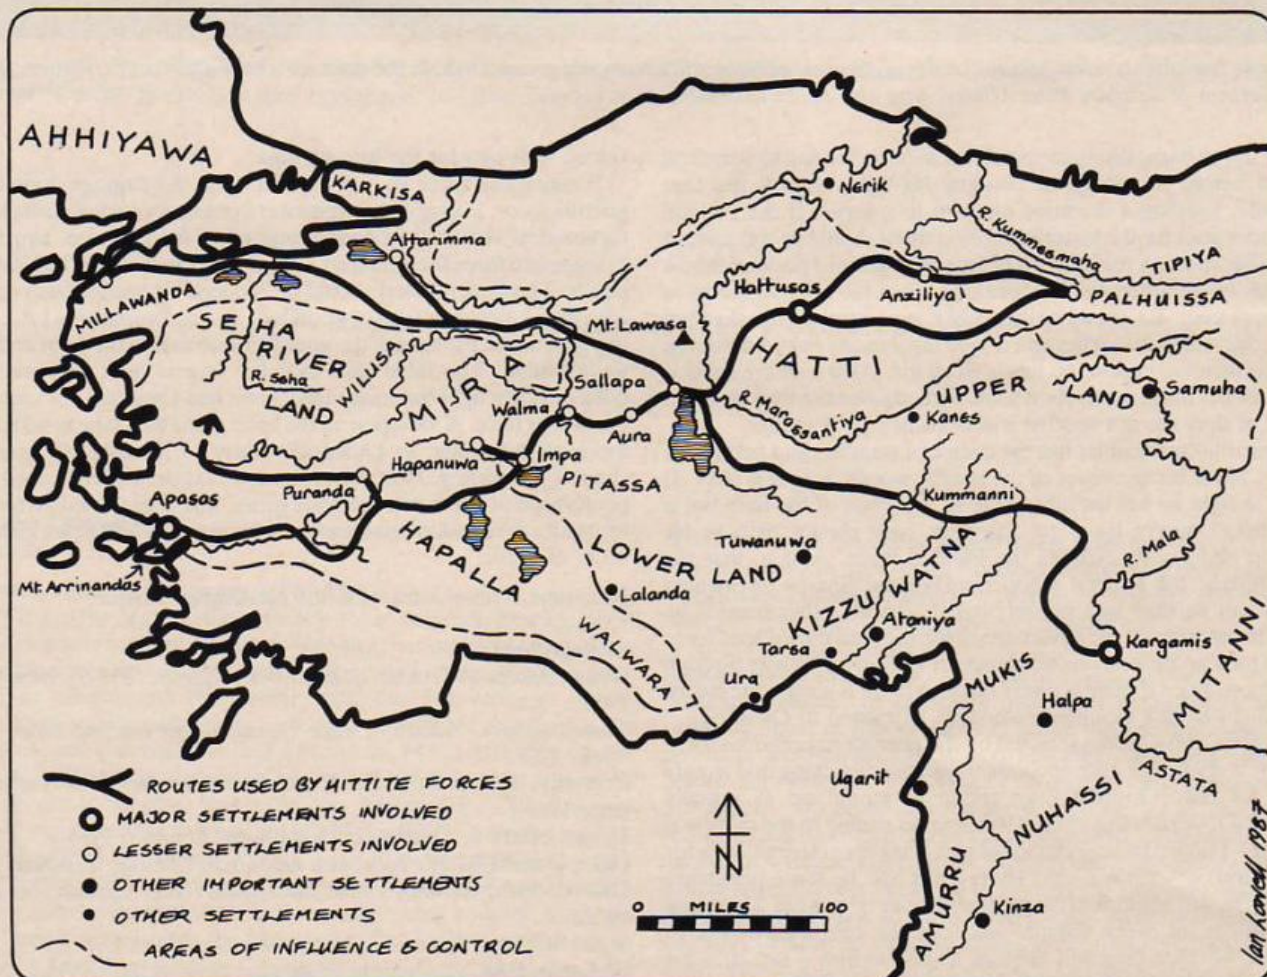 AHHIYAWA
KARKISA
Attarimma
MILLAWANDA
SEHA
RIVER
LAND
R. Seha
WILUSA
MIRA
Nerik
R. Kummesmaha
TIPIYA
Hattusas
Anziliya
PALHUISSA
Mt. Lawasa
HATTI
UPPER
LAND
Samuha
Sallapa
R. Marassantiya
Kanes
Walma
Aura
Hapanuwa
Impa
PITASSA
Puranda
Apasas
Kummanni
HAPALLA
LOWER LAND
Tuwanuwa
R. Mala
Mt. Arrinandas
Lalanda
KIZZUWATNA
Ataniya
WALWARA
Tarsa
Kargamis
Ura
MUKIS
MITANNI
Halpa
Ugarit
NUHASSI
ASTATA
AMURRU
Kinza
ROUTES USED BY HITTITE FORCES
MAJOR SETTLEMENTS INVOLVED
LESSER SETTLEMENTS INVOLVED
OTHER IMPORTANT SETTLEMENTS
OTHER SETTLEMENTS
AREAS OF INFLUENCE & CONTROL
N
0 MILES 100
1987